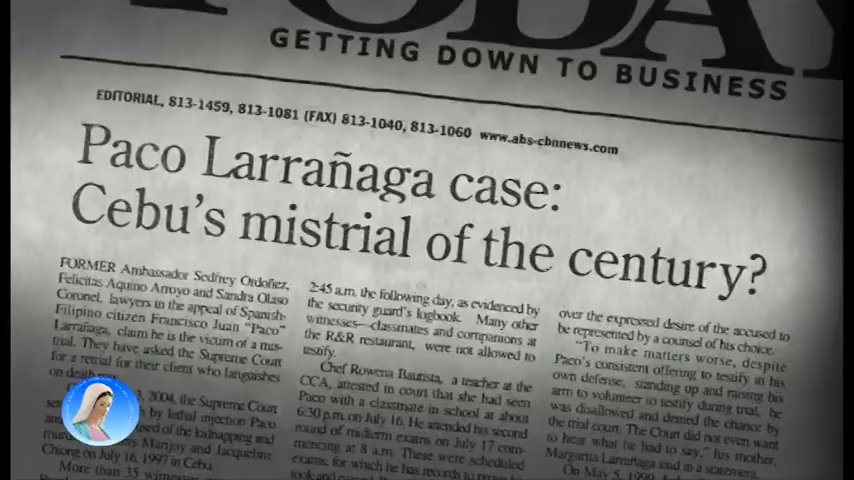 TODAY
GETTING DOWN TO BUSINESS
EDITORIAL, 813-1459, 813-1081 (FAX) 813-1040, 813-1060 www.abs-cbnnews.com
Paco Larrañaga case:
Cebu's mistrial of the century?
FORMER Ambassador Sedfrey Ordoñez,
Felicitas Aquino Arroyo and Sandra Olaso
Coronel, lawyers in the appeal of Spanish-
Filipino citizen Francisco Juan "Paco"
Larrañaga, claim he is the victim of a mis-
trial. They have asked the Supreme Court
for a retrial for their client who languishes
on death
3, 2004, the Supreme Court
by lethal injection Paco
of the kidnapping and
Marijoy and Jacqueline
Chiong on July 16, 1997 in Cebu.
More than 35
2:45 a.m. the following day, as evidenced by
the security guard's logbook. Many other
witnesses—classmates and companions at
the R&R restaurant, were not allowed to
testify.
Chef Rowena Bautista, a teacher at the
CCA, attested in court that she had seen
Paco with a classmate in school at about
6:30 p.m. on July 16. He attended his second
round of midterm exams on July 17 com-
mencing at 8 a.m. These were scheduled
exams, for which he has records to
over the expressed desire of the accused to
be represented by a counsel of his choice.
"To make matters worse, despite
Paco's consistent offering to testify in his
own defense, standing up and raising his
arm to volunteer to testify during trial, he
was disallowed and denied the chance by
the trial court. The Court did not even want
to hear what he had to say," his mother,
Margarita Larrañaga said in a statement.
On May 5, 1999,